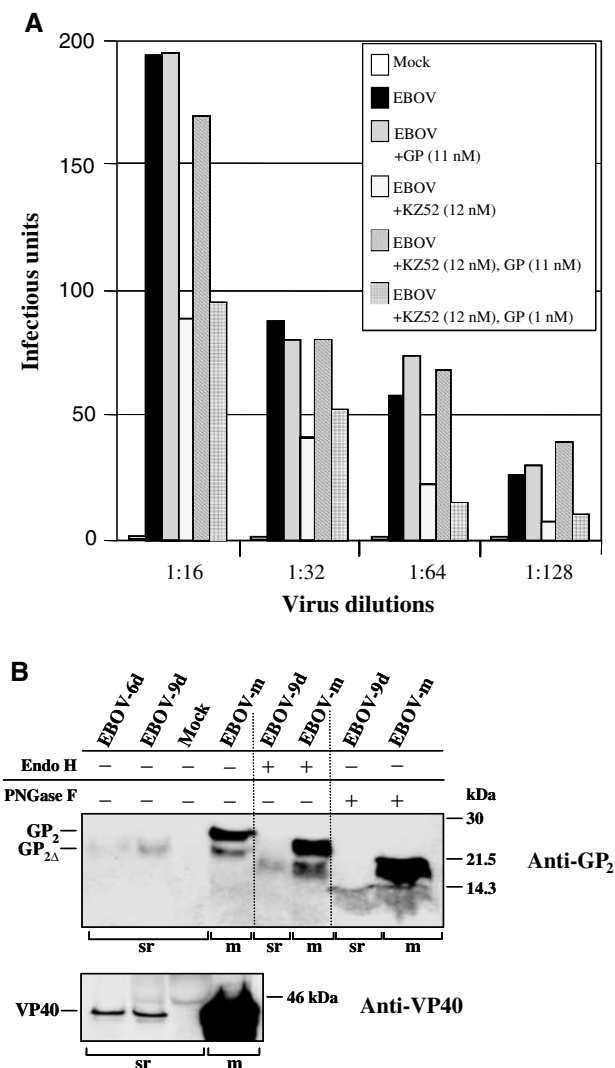 A
200
150
100
50
0
Infectious units
Mock
EBOV
EBOV
+GP (11 nM)
EBOV
+KZ52 (12 nM)
EBOV
+KZ52 (12 nM), GP (11 nM)
EBOV
+KZ52 (12 nM), GP (1 nM)
1:16 1:32 1:64 1:128
Virus dilutions
B
EBOV-6d EBOV-9d Mock EBOV-m EBOV-9d EBOV-m EBOV-9d EBOV-m
Endo H – – – – + + – –
PNGase F – – – – – – + + kDa
GP₂ 30
GP₂Δ 21.5
14.3
Anti-GP₂
sr m sr m sr m
VP40 46 kDa Anti-VP40
sr m